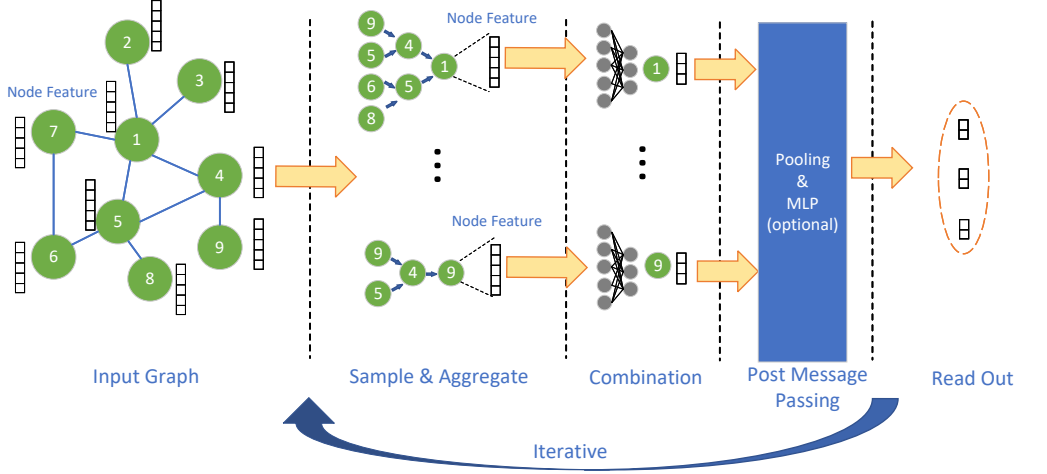 2
3
Node Feature
7
1
4
5
6
9
8
9
4
5
1
6
5
8
Node Feature
Node Feature
9
4
9
5
1
9
Pooling
&
MLP
(optional)
Input Graph
Sample & Aggregate
Combination
Post Message
Passing
Read Out
Iterative